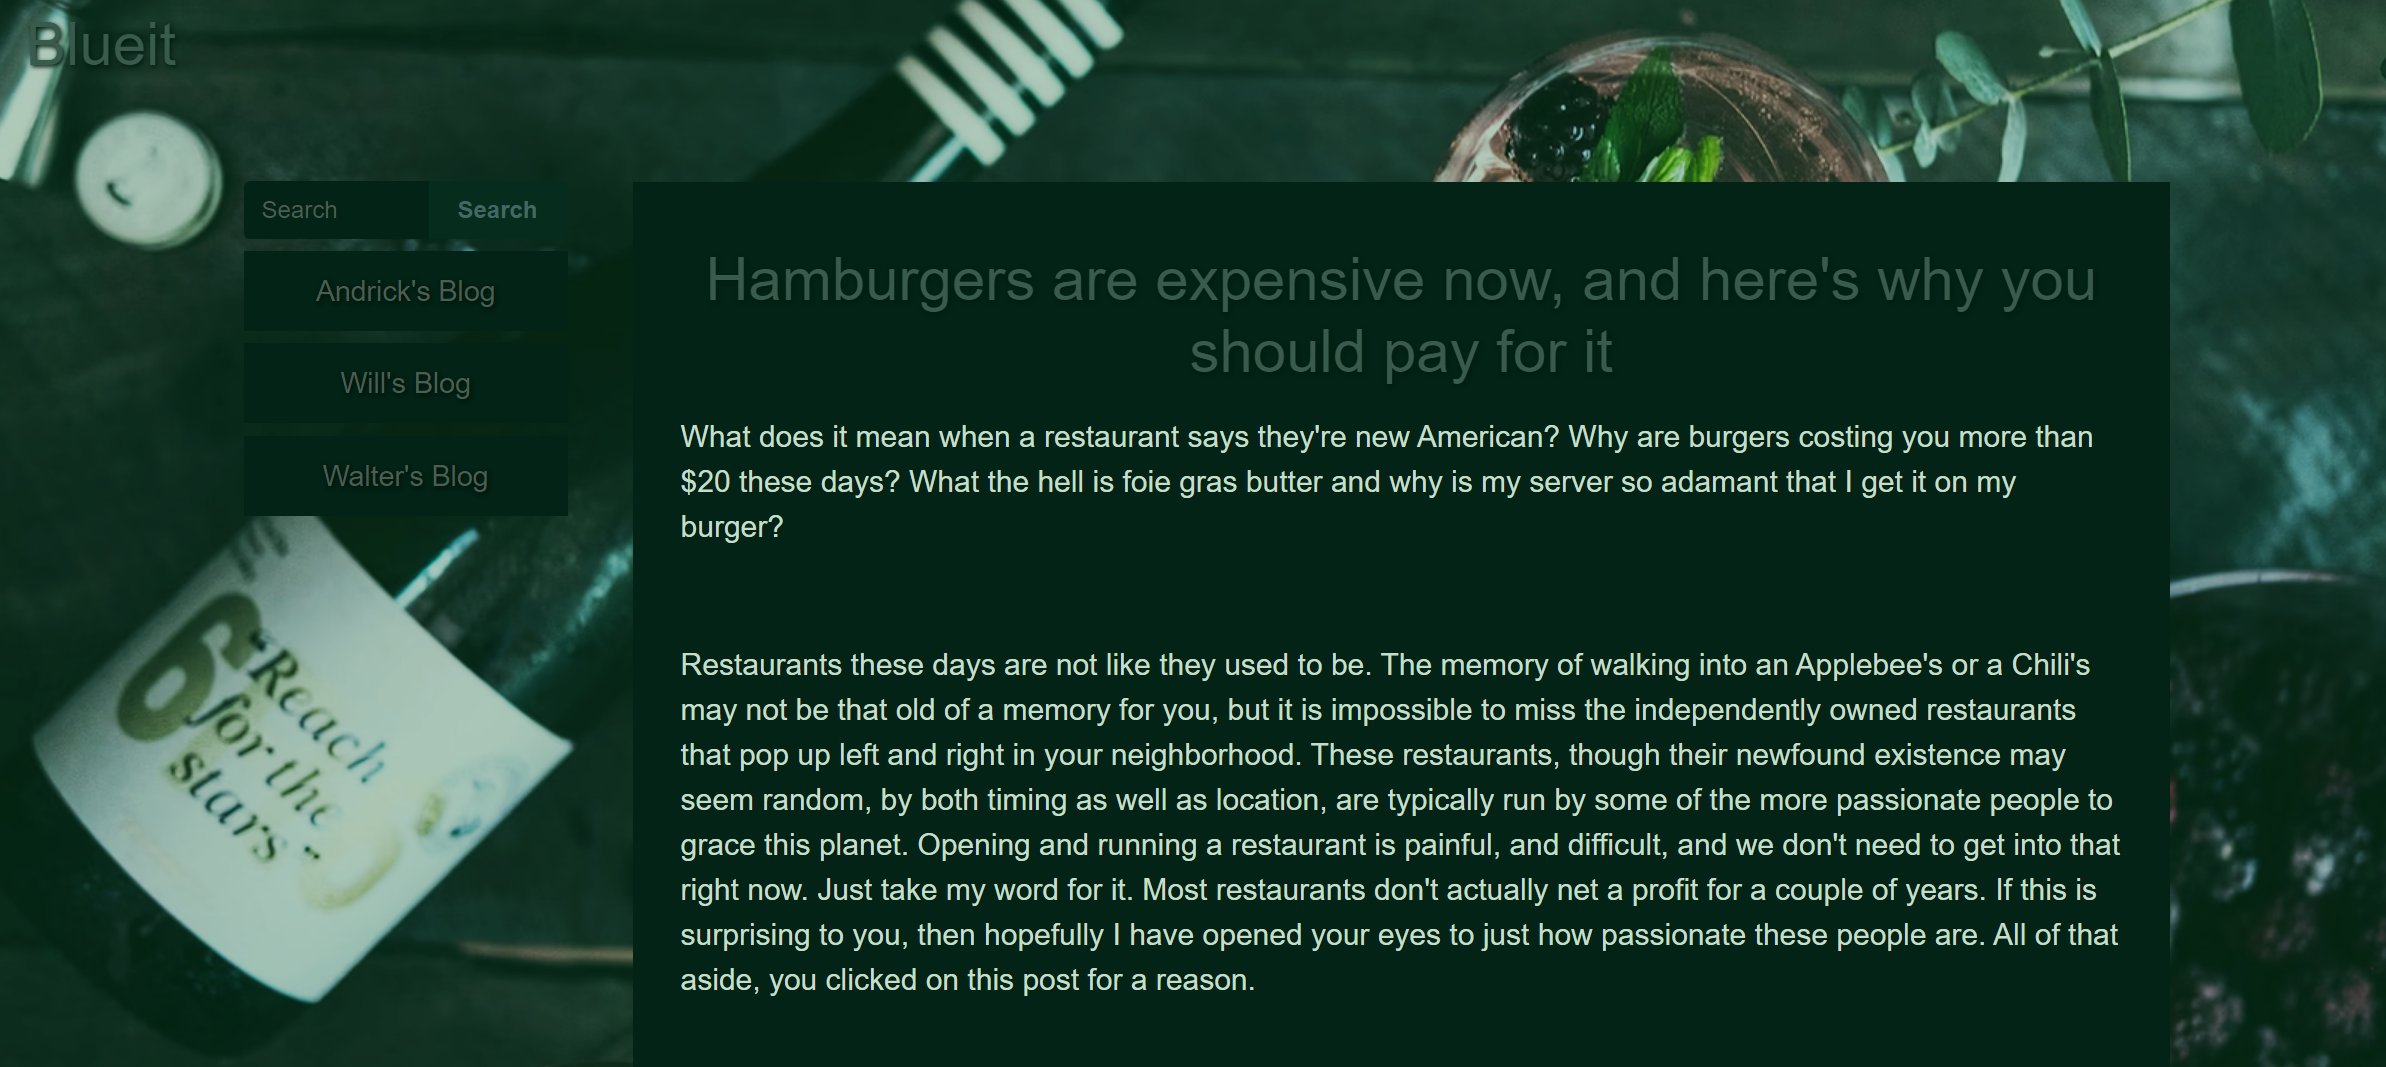 Blueit
Search Search
Andrick's Blog
Will's Blog
Walter's Blog
Hamburgers are expensive now, and here's why you
should pay for it
What does it mean when a restaurant says they're new American? Why are burgers costing you more than
$20 these days? What the hell is foie gras butter and why is my server so adamant that I get it on my
burger?
Restaurants these days are not like they used to be. The memory of walking into an Applebee's or a Chili's
may not be that old of a memory for you, but it is impossible to miss the independently owned restaurants
that pop up left and right in your neighborhood. These restaurants, though their newfound existence may
seem random, by both timing as well as location, are typically run by some of the more passionate people to
grace this planet. Opening and running a restaurant is painful, and difficult, and we don't need to get into that
right now. Just take my word for it. Most restaurants don't actually net a profit for a couple of years. If this is
surprising to you, then hopefully I have opened your eyes to just how passionate these people are. All of that
aside, you clicked on this post for a reason.
6
"Reach
for the
stars"